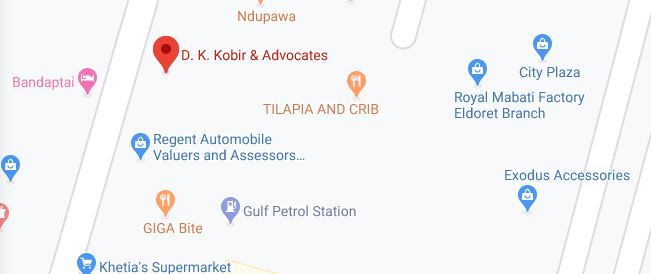 Ndupawa
D. K. Kobir & Advocates
City Plaza
Bandaptai
TILAPIA AND CRIB
Royal Mabati Factory
Eldoret Branch
Regent Automobile
Valuers and Assessors...
Exodus Accessories
Gulf Petrol Station
GIGA Bite
Khetia's Supermarket